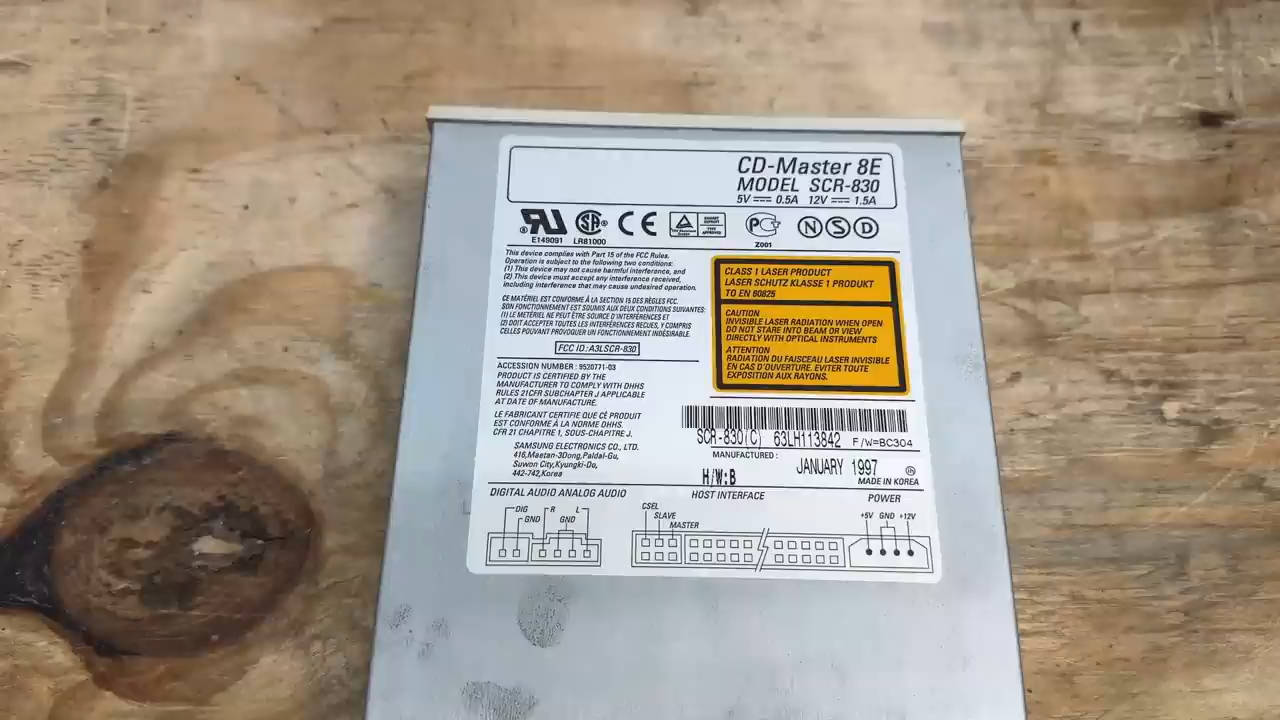 CD-Master 8E
MODEL SCR-830
5V 0.5A 12V 1.5A
E149091 LR81000 Z001
N S D
This device complies with Part 15 of the FCC Rules.
Operation is subject to the following two conditions:
(1) This device may not cause harmful interference, and
(2) This device must accept any interference received,
including interference that may cause undesired operation.
CE MATÉRIEL EST CONFORME À LA SECTION 15 DES RÈGLES FCC.
SON FONCTIONNEMENT EST SOUMIS AUX DEUX CONDITIONS SUIVANTES:
(1) LE METÉRIEL NE PEUT ÊTRE SOURCE D'INTERFÉRENCES ET
(2) DOIT ACCEPTER TOUTES LES INTERFÉRENCES REÇUES, Y COMPRIS
CELLES POUVANT PROVOQUER UN FONCTIONNEMENT INDÉSIRABLE.
FCC ID:A3LSCR-830
ACCESSION NUMBER:9520771-03
PRODUCT IS CERTIFIED BY THE
MANUFACTURER TO COMPLY WITH DHHS
RULES 21CFR SUBCHAPTER J APPLICABLE
AT DATE OF MANUFACTURE.
LE FABRICANT CERTIFIE QUE CÉ PRODUIT
EST CONFORME À LA NORME DHHS.
CFR 21 CHAPITRE 1, SOUS-CHAPITRE J.
SAMSUNG ELECTRONICS CO., LTD.
416,Maetan-3Dong,Paldal-Gu,
Suwon City,Kyungki-Do,
442-742,Korea
CLASS 1 LASER PRODUCT
LASER SCHUTZ KLASSE 1 PRODUKT
TO EN 60825
CAUTION
INVISIBLE LASER RADIATION WHEN OPEN
DO NOT STARE INTO BEAM OR VIEW
DIRECTLY WITH OPTICAL INSTRUMENTS
ATTENTION
RADIATION DU FAISCEAU LASER INVISIBLE
EN CAS D'OUVERTURE. EVITER TOUTE
EXPOSITION AUX RAYONS.
SCR-830(C) 63LH113842 F/W=BC304
MANUFACTURED:
H/W:B JANUARY 1997
MADE IN KOREA
DIGITAL AUDIO ANALOG AUDIO HOST INTERFACE POWER
DIG R L
GND GND
CSEL
SLAVE
MASTER
+5V GND +12V